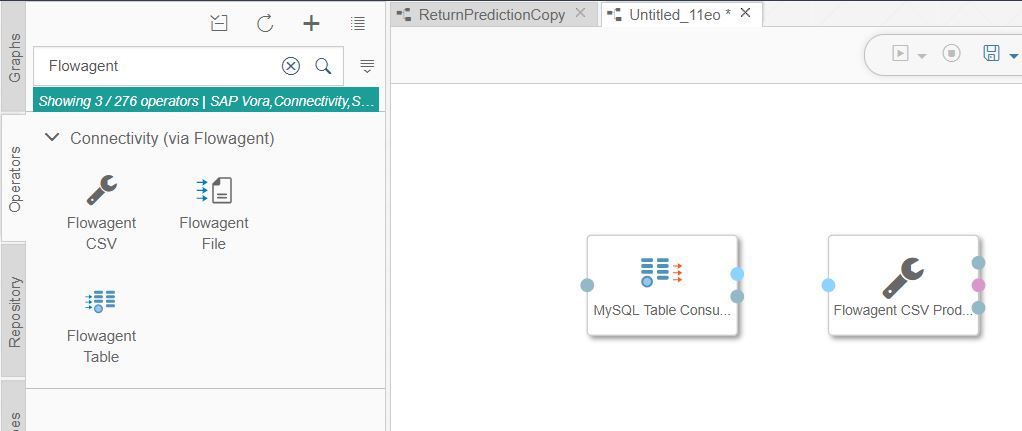 Graphs
Operators
Repository
Flowagent
Showing 3 / 276 operators | SAP Vora,Connectivity,S...
Connectivity (via Flowagent)
Flowagent
CSV
Flowagent
File
Flowagent
Table
ReturnPredictionCopy
Untitled_11eo *
MySQL Table Consu...
Flowagent CSV Prod...